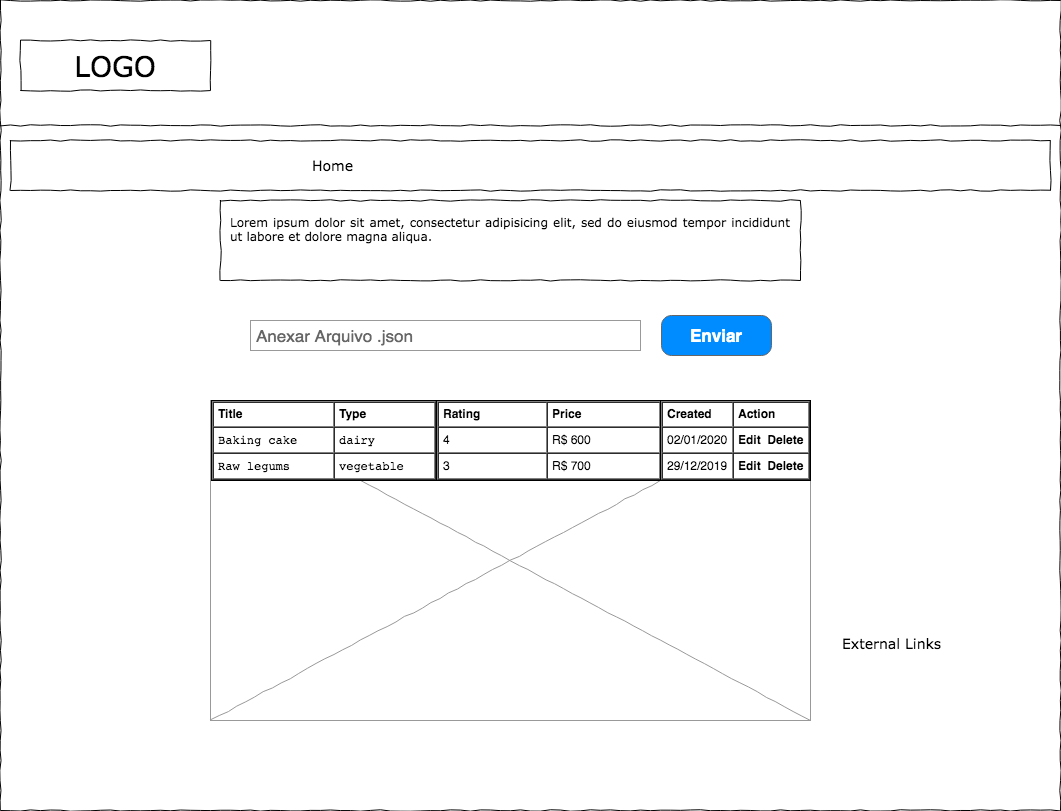 LOGO
Home
Lorem ipsum dolor sit amet, consectetur adipisicing elit, sed do eiusmod tempor incididunt
ut labore et dolore magna aliqua.
Anexar Arquivo .json
Enviar
Title Type Rating Price Created Action
Baking cake dairy 4 R$ 600 02/01/2020 Edit Delete
Raw legums vegetable 3 R$ 700 29/12/2019 Edit Delete
External Links